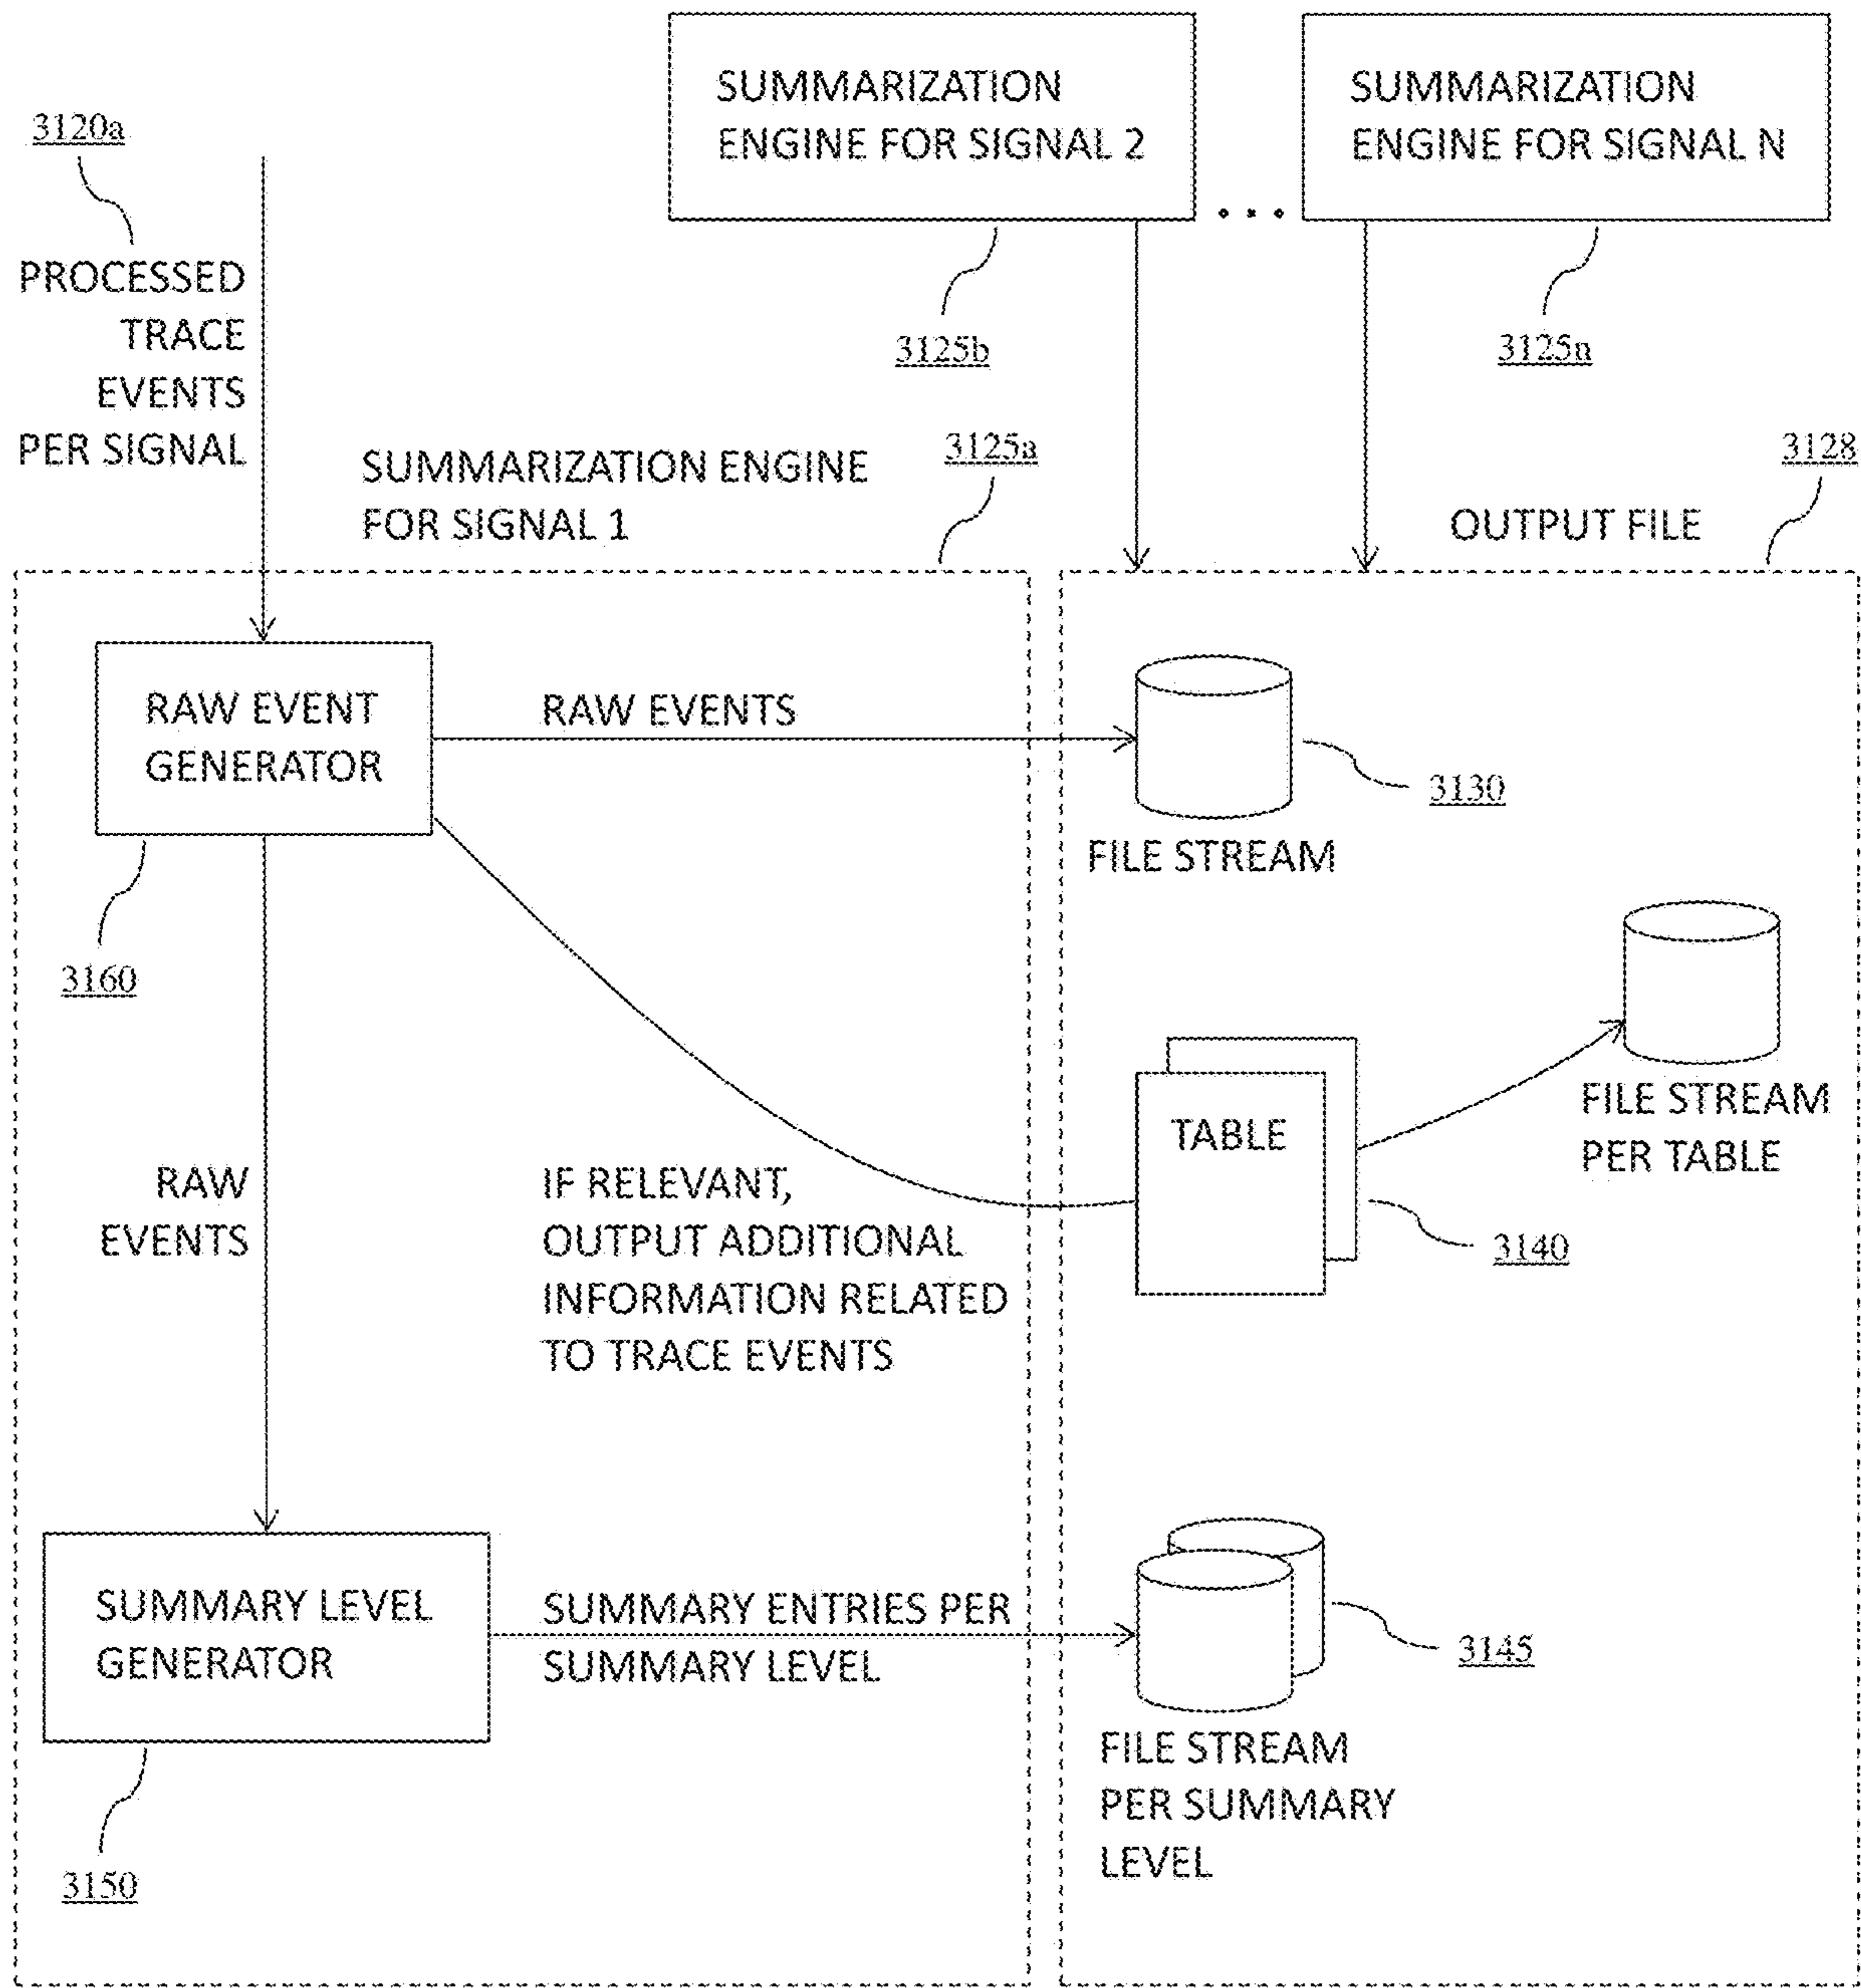 SUMMARIZATION
ENGINE FOR SIGNAL 2
SUMMARIZATION
ENGINE FOR SIGNAL N
3120a
PROCESSED
TRACE
EVENTS
PER SIGNAL
3125b
3125n
SUMMARIZATION ENGINE
FOR SIGNAL 1
3125a
OUTPUT FILE
3128
RAW EVENT
GENERATOR
RAW EVENTS
3130
FILE STREAM
3160
TABLE
FILE STREAM
PER TABLE
RAW
EVENTS
IF RELEVANT,
OUTPUT ADDITIONAL
INFORMATION RELATED
TO TRACE EVENTS
3140
SUMMARY LEVEL
GENERATOR
SUMMARY ENTRIES PER
SUMMARY LEVEL
3145
FILE STREAM
PER SUMMARY
LEVEL
3150